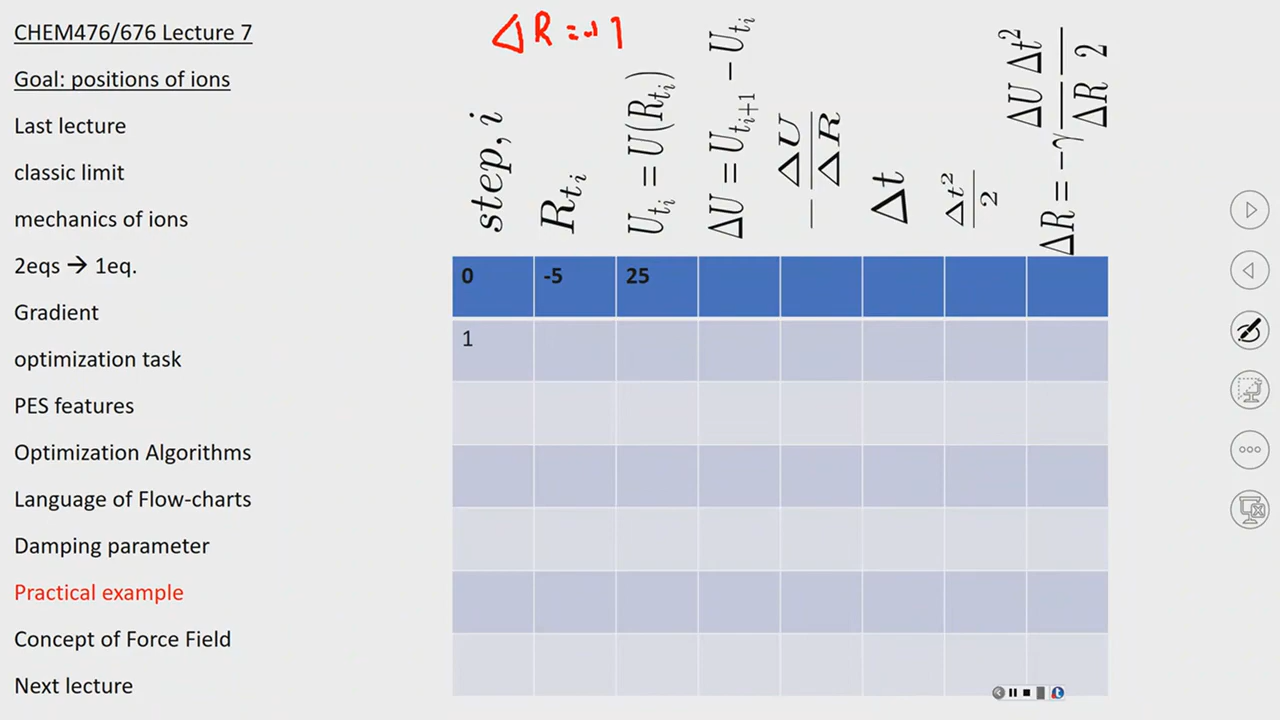 CHEM476/676 Lecture 7
Goal: positions of ions
Last lecture
classic limit
mechanics of ions
2eqs → 1eq.
Gradient
optimization task
PES features
Optimization Algorithms
Language of Flow-charts
Damping parameter
Practical example
Concept of Force Field
Next lecture
step, i
R_{t_i}
U_{t_i} = U(R_{t_i})
ΔU = U_{t_{i+1}} − U_{t_i}
−ΔU/ΔR
Δt
Δt²/2
ΔR = −γ ΔU/ΔR Δt²/2
0 -5 25
1